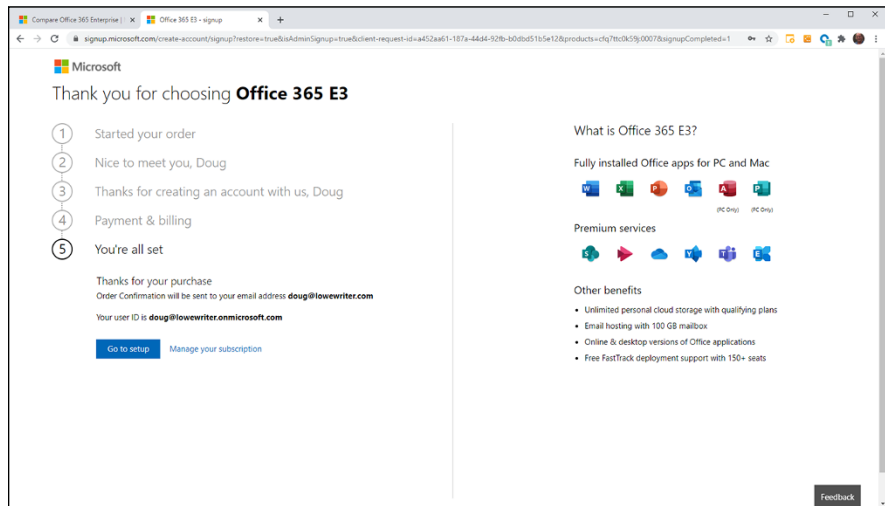 Compare Office 365 Enterprise |
Office 365 E3 - signup
signup.microsoft.com/create-account/signup?restore=true&isAdminSignup=true&client-request-id=a452aa61-187a-44d4-92fb-b0dbd51b5e12&products=cfq7ttc0k59j:0007&signupCompleted=1
Microsoft
Thank you for choosing Office 365 E3
1 Started your order
2 Nice to meet you, Doug
3 Thanks for creating an account with us, Doug
4 Payment & billing
5 You're all set
Thanks for your purchase
Order Confirmation will be sent to your email address doug@lowewriter.com
Your user ID is doug@lowewriter.onmicrosoft.com
Go to setup Manage your subscription
What is Office 365 E3?
Fully installed Office apps for PC and Mac
(PC Only) (PC Only)
Premium services
Other benefits
• Unlimited personal cloud storage with qualifying plans
• Email hosting with 100 GB mailbox
• Online & desktop versions of Office applications
• Free FastTrack deployment support with 150+ seats
Feedback